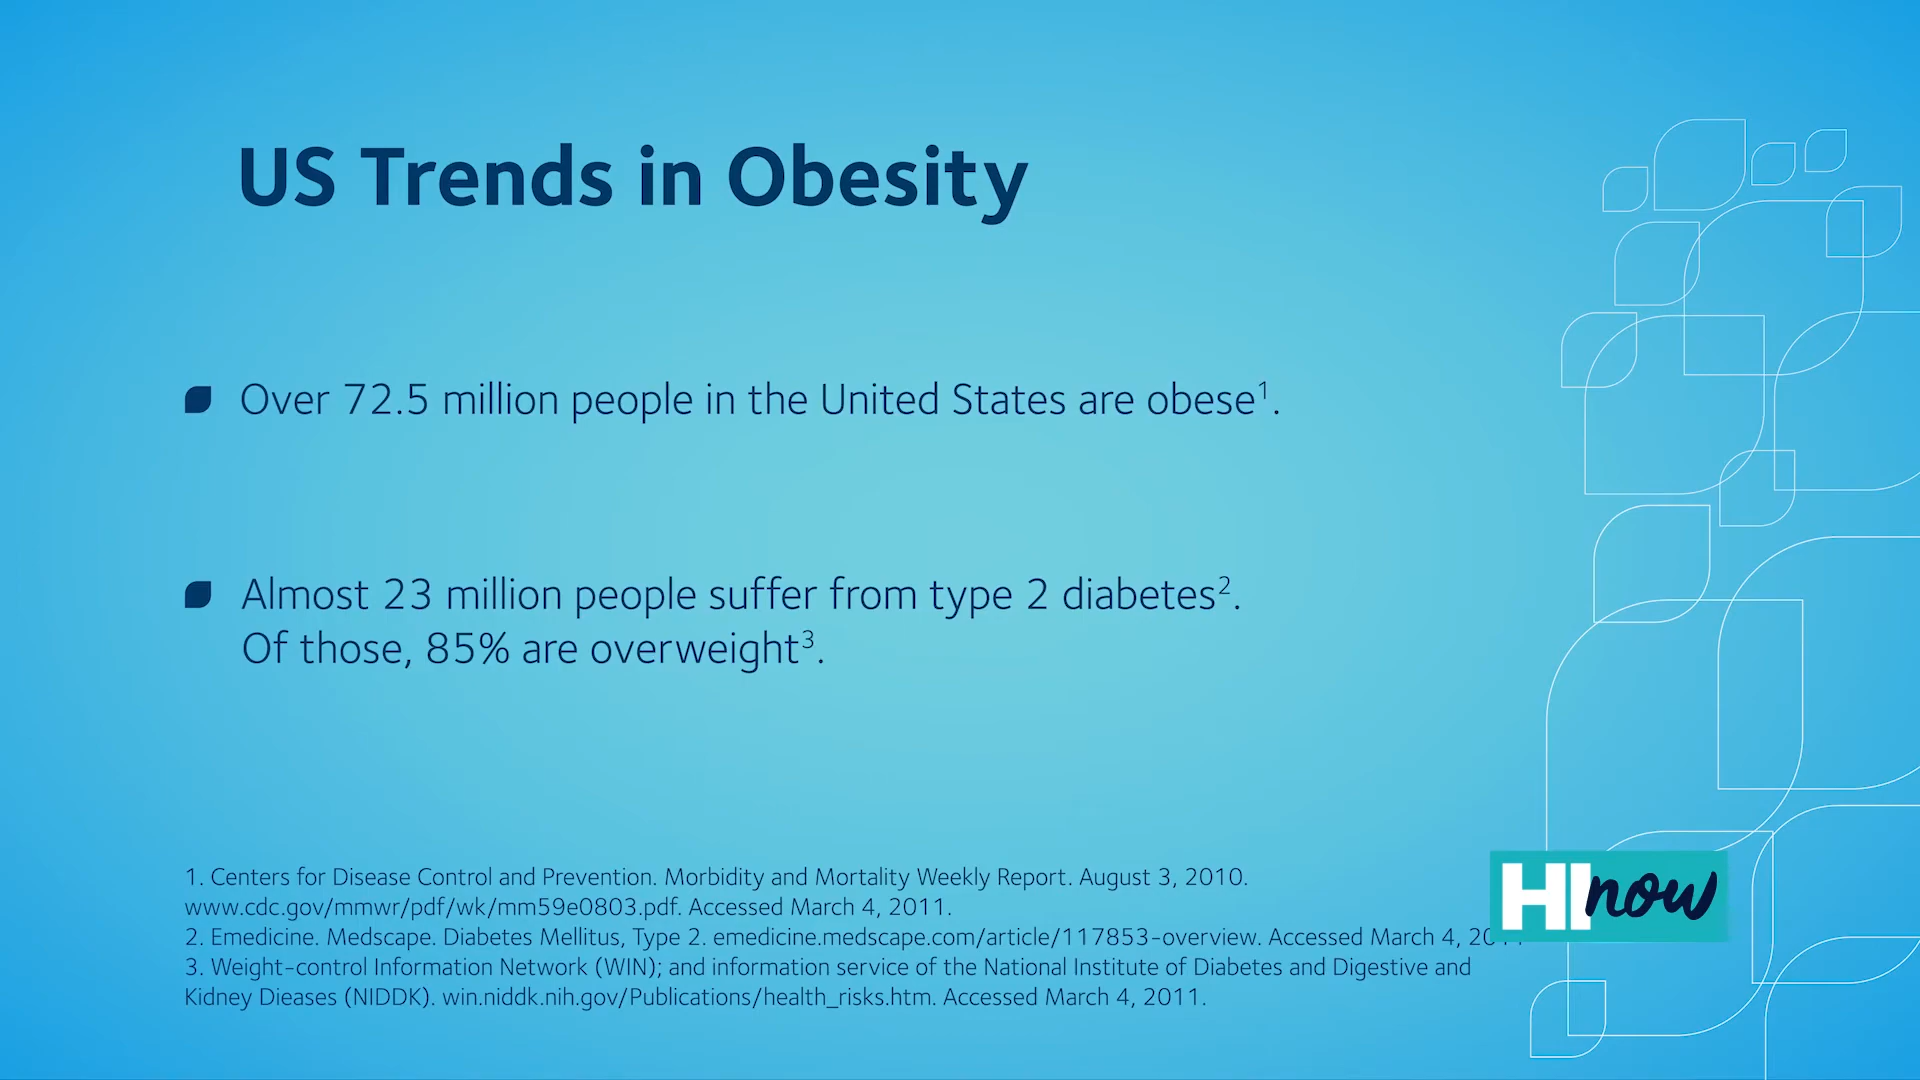 US Trends in Obesity
Over 72.5 million people in the United States are obese¹.
Almost 23 million people suffer from type 2 diabetes².
Of those, 85% are overweight³.
1. Centers for Disease Control and Prevention. Morbidity and Mortality Weekly Report. August 3, 2010.
www.cdc.gov/mmwr/pdf/wk/mm59e0803.pdf. Accessed March 4, 2011.
2. Emedicine. Medscape. Diabetes Mellitus, Type 2. emedicine.medscape.com/article/117853-overview. Accessed March 4,
3. Weight-control Information Network (WIN); and information service of the National Institute of Diabetes and Digestive and
Kidney Dieases (NIDDK). win.niddk.nih.gov/Publications/health_risks.htm. Accessed March 4, 2011.
HI now